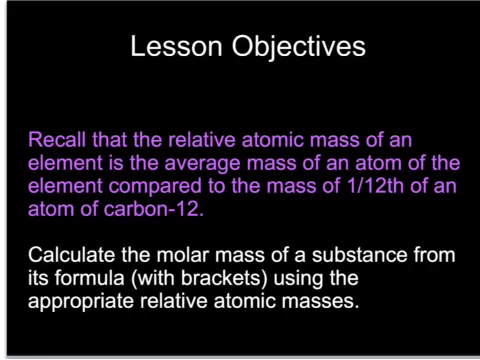 Lesson Objectives
Recall that the relative atomic mass of an
element is the average mass of an atom of the
element compared to the mass of 1/12th of an
atom of carbon-12.
Calculate the molar mass of a substance from
its formula (with brackets) using the
appropriate relative atomic masses.